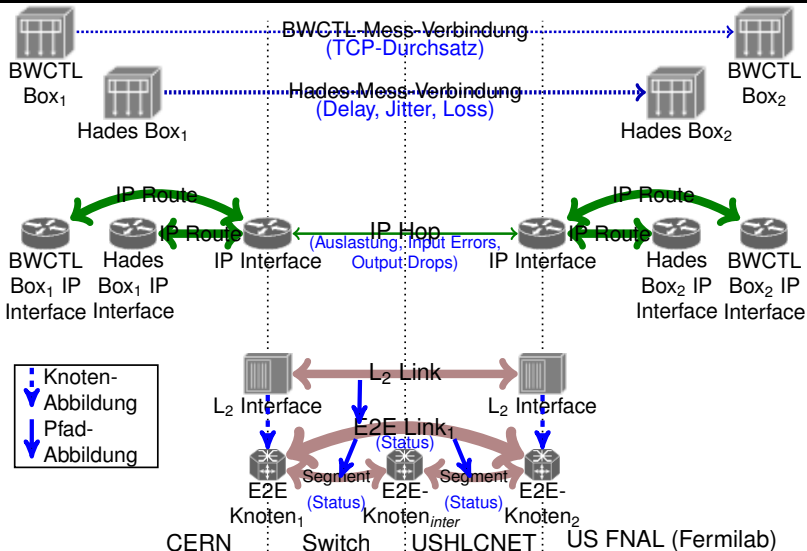 BWCTL-Mess-Verbindung
(TCP-Durchsatz)
BWCTL
Box1
BWCTL
Box2
Hades-Mess-Verbindung
(Delay, Jitter, Loss)
Hades Box1
Hades Box2
IP Route
IP Route
IP Route
IP Hop
IP Route
(Auslastung, Input Errors,
Output Drops)
BWCTL
Box1 IP
Interface
Hades
Box1 IP
Interface
IP Interface
IP Interface
Hades
Box2 IP
Interface
BWCTL
Box2 IP
Interface
L2 Link
L2 Interface
L2 Interface
Knoten-
Abbildung
Pfad-
Abbildung
E2E Link1
(Status)
Segment
(Status)
Segment
(Status)
E2E
Knoten1
E2E-
Knoteninter
E2E-
Knoten2
CERN
Switch
USHLCNET
US FNAL (Fermilab)